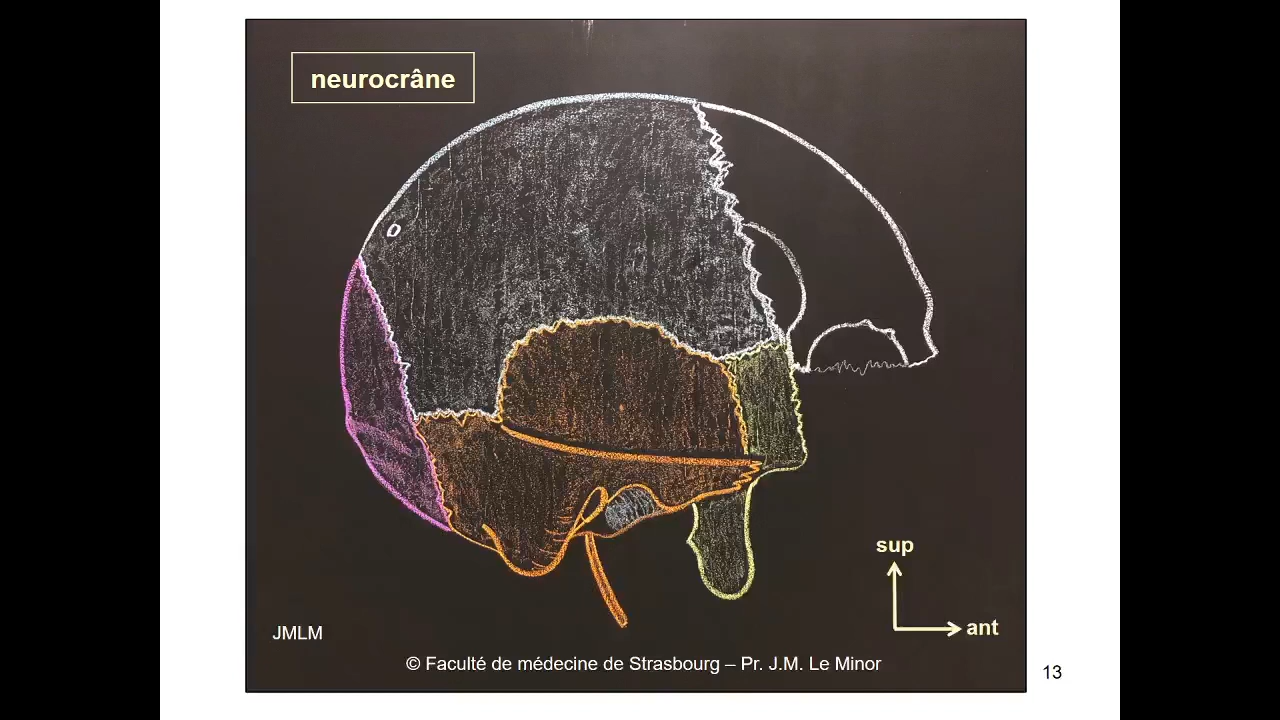 neurocrâne
sup
ant
JMLM
© Faculté de médecine de Strasbourg – Pr. J.M. Le Minor
13